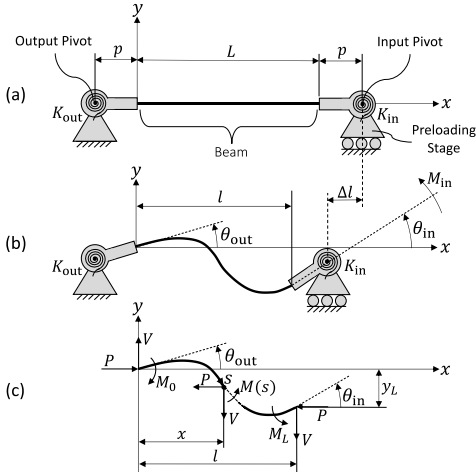 y
Output Pivot
p
L
p
Input Pivot
(a)
K_out
K_in
x
Beam
Preloading
Stage
y
l
Δl
M_in
(b)
θ_out
θ_in
K_out
K_in
x
y
V
P
θ_out
x
(c)
M_0
P
s
M(s)
θ_in
y_L
V
M_L
P
V
x
l